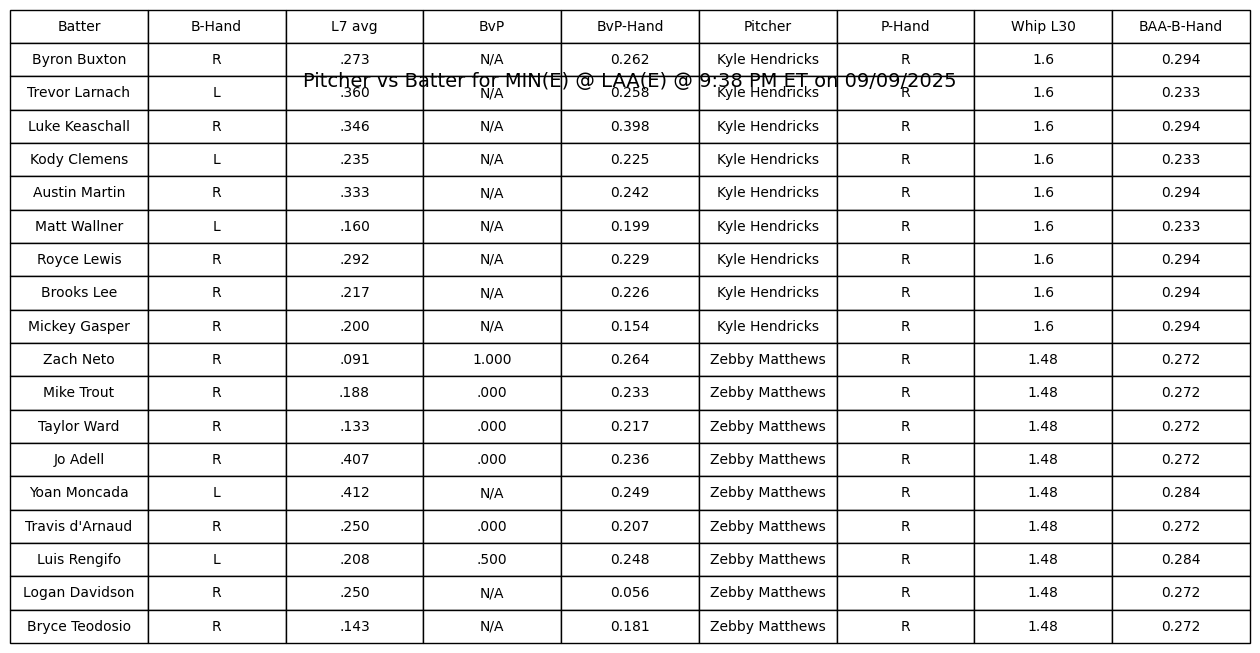 Batter B-Hand L7 avg BvP BvP-Hand Pitcher P-Hand Whip L30 BAA-B-Hand
Byron Buxton R .273 N/A 0.262 Kyle Hendricks R 1.6 0.294
Pitcher vs Batter for MIN(E) @ LAA(E) @ 9:38 PM ET on 09/09/2025
Trevor Larnach L .360 N/A 0.258 Kyle Hendricks R 1.6 0.233
Luke Keaschall R .346 N/A 0.398 Kyle Hendricks R 1.6 0.294
Kody Clemens L .235 N/A 0.225 Kyle Hendricks R 1.6 0.233
Austin Martin R .333 N/A 0.242 Kyle Hendricks R 1.6 0.294
Matt Wallner L .160 N/A 0.199 Kyle Hendricks R 1.6 0.233
Royce Lewis R .292 N/A 0.229 Kyle Hendricks R 1.6 0.294
Brooks Lee R .217 N/A 0.226 Kyle Hendricks R 1.6 0.294
Mickey Gasper R .200 N/A 0.154 Kyle Hendricks R 1.6 0.294
Zach Neto R .091 1.000 0.264 Zebby Matthews R 1.48 0.272
Mike Trout R .188 .000 0.233 Zebby Matthews R 1.48 0.272
Taylor Ward R .133 .000 0.217 Zebby Matthews R 1.48 0.272
Jo Adell R .407 .000 0.236 Zebby Matthews R 1.48 0.272
Yoan Moncada L .412 N/A 0.249 Zebby Matthews R 1.48 0.284
Travis d'Arnaud R .250 .000 0.207 Zebby Matthews R 1.48 0.272
Luis Rengifo L .208 .500 0.248 Zebby Matthews R 1.48 0.284
Logan Davidson R .250 N/A 0.056 Zebby Matthews R 1.48 0.272
Bryce Teodosio R .143 N/A 0.181 Zebby Matthews R 1.48 0.272